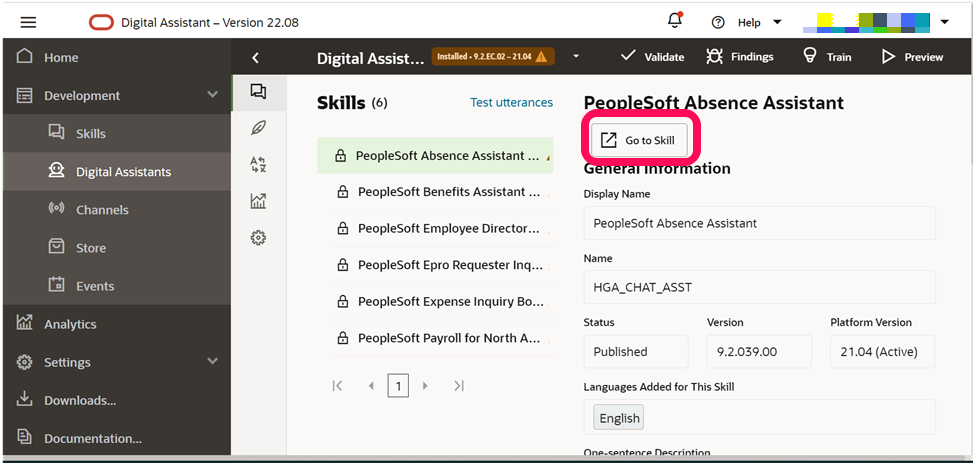 Digital Assistant – Version 22.08
Help
Home
Development
Skills
Digital Assistants
Channels
Store
Events
Analytics
Settings
Downloads...
Documentation...
Digital Assist...
Installed - 9.2.EC.02 - 21.04
Validate
Findings
Train
Preview
Skills (6)
Test utterances
PeopleSoft Absence Assistant ...
PeopleSoft Benefits Assistant ...
PeopleSoft Employee Director...
PeopleSoft Epro Requester Inq...
PeopleSoft Expense Inquiry Bo...
PeopleSoft Payroll for North A...
1
PeopleSoft Absence Assistant
Go to Skill
General Information
Display Name
PeopleSoft Absence Assistant
Name
HGA_CHAT_ASST
Status
Version
Platform Version
Published
9.2.039.00
21.04 (Active)
Languages Added for This Skill
English
One-sentence Description